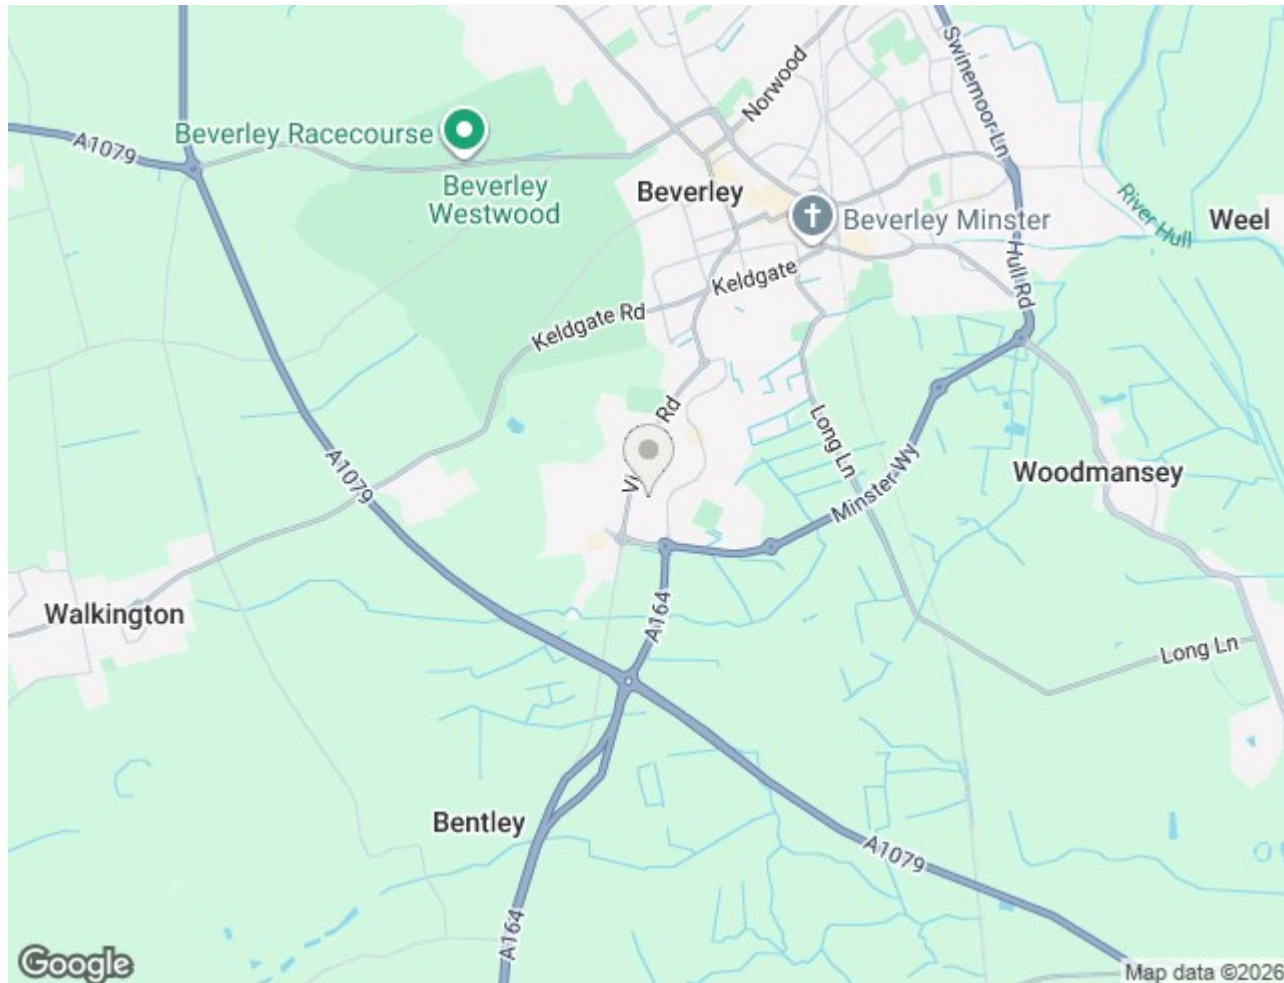 Swinemoor Ln
Norwood
A1079
Beverley Racecourse
Beverley
Westwood
Beverley
Beverley Minster
River Hull
Weel
Hull Rd
Keldgate
Keldgate Rd
Rd
Long Ln
A1079
Minster Wy
Woodmansey
Walkington
A164
Long Ln
Bentley
A1079
A164
Google
Map data ©2026